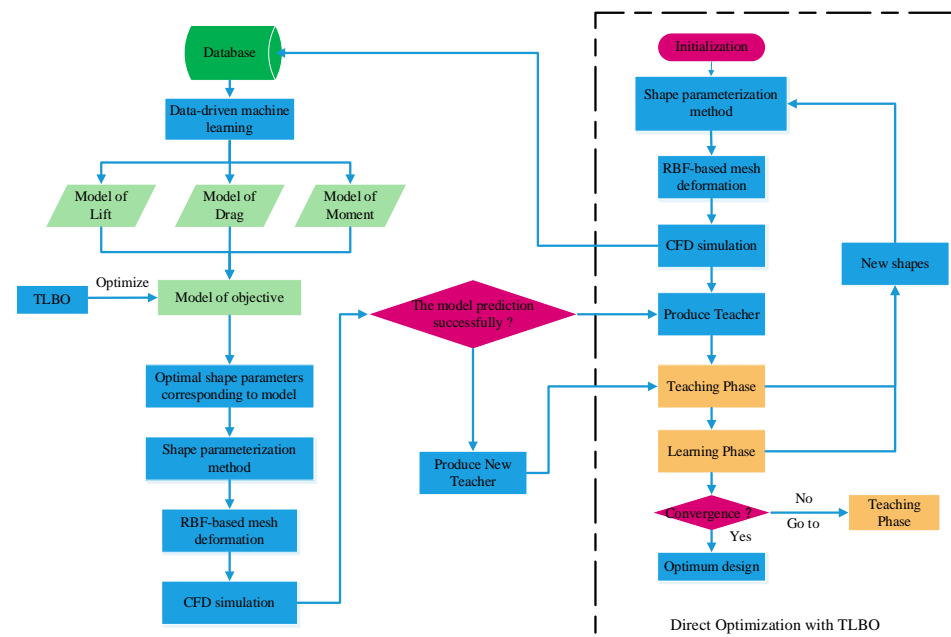 Database
Data-driven machine
learning
Model of
Lift
Model of
Drag
Model of
Moment
TLBO
Optimize
Model of objective
Optimal shape parameters
corresponding to model
Shape parameterization
method
RBF-based mesh
deformation
CFD simulation
The model prediction
successfully ?
Produce New
Teacher
Initialization
Shape parameterization
method
RBF-based mesh
deformation
CFD simulation
New shapes
Produce Teacher
Teaching Phase
Learning Phase
Convergence ?
No
Go to
Teaching
Phase
Yes
Optimum design
Direct Optimization with TLBO